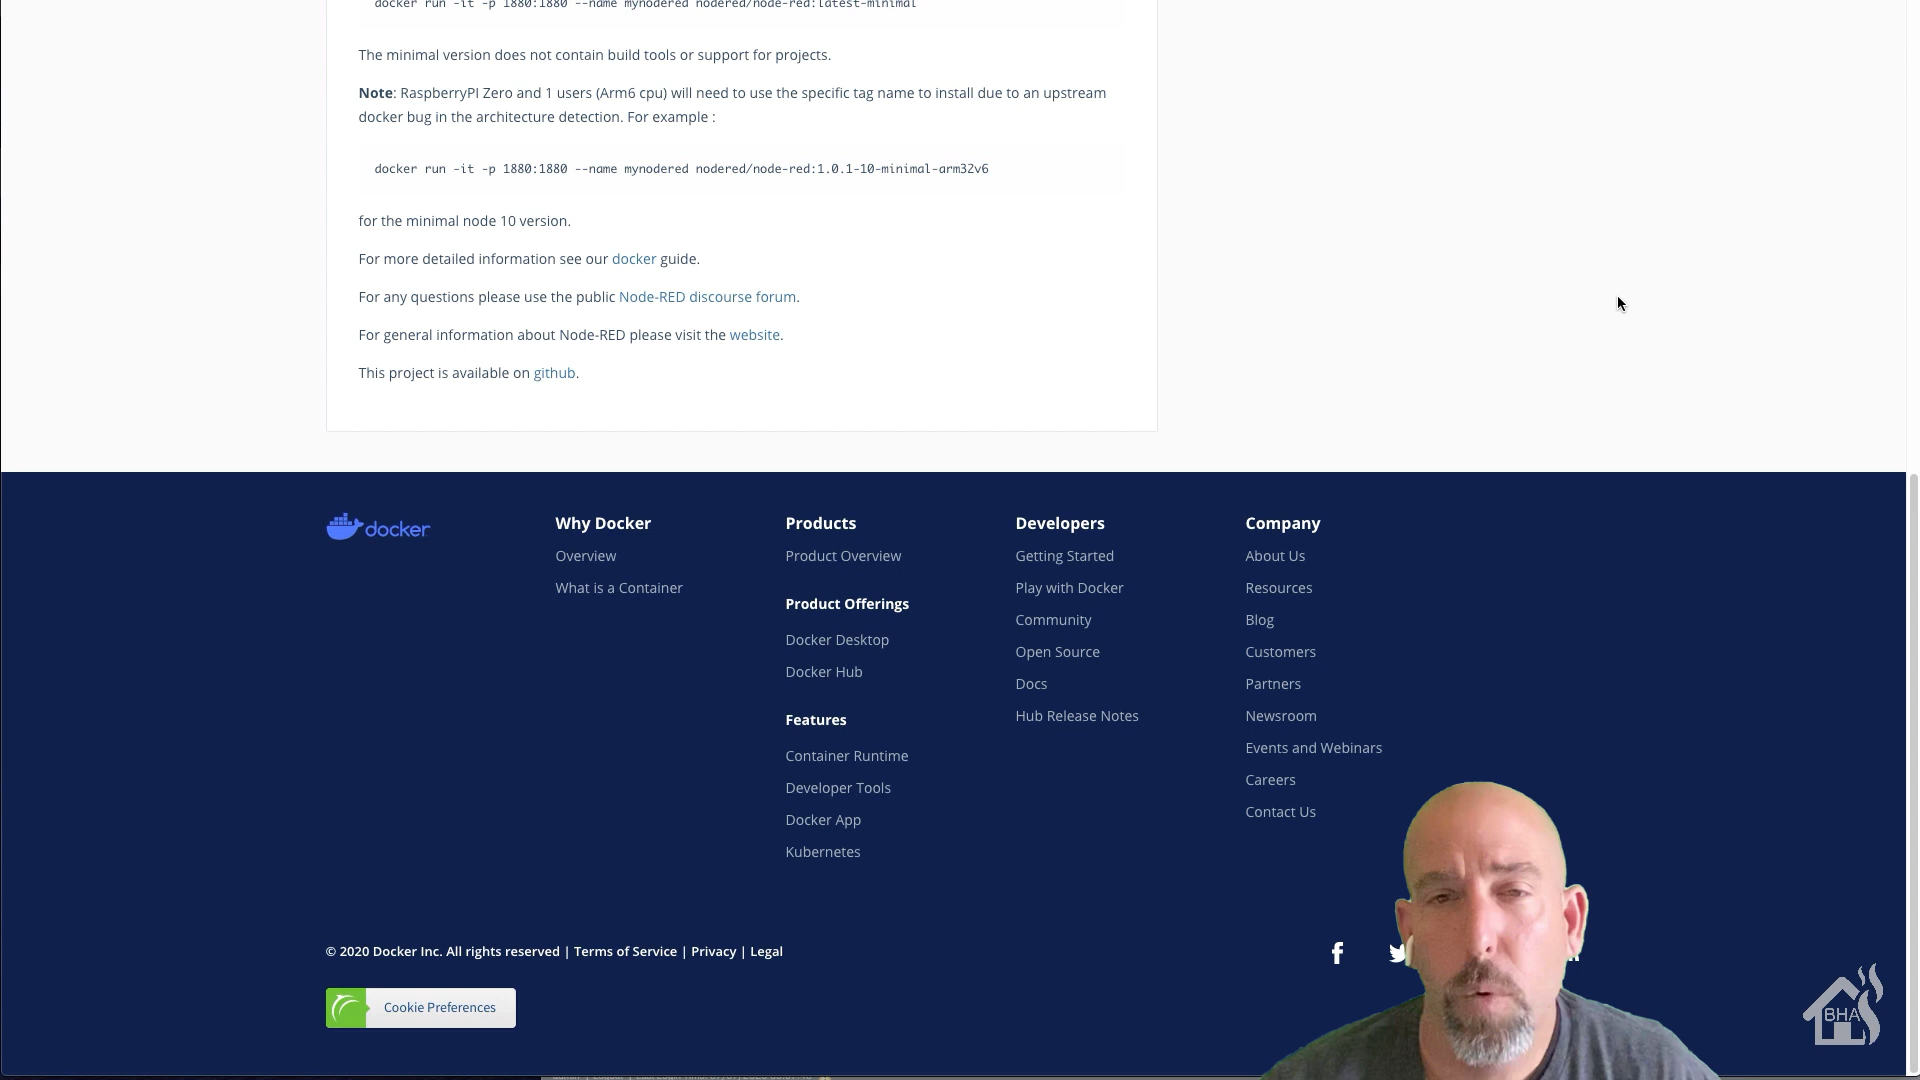 docker run -it -p 1880:1880 --name mynodered nodered/node-red:latest-minimal
The minimal version does not contain build tools or support for projects.
Note: RaspberryPI Zero and 1 users (Arm6 cpu) will need to use the specific tag name to install due to an upstream
docker bug in the architecture detection. For example :
docker run -it -p 1880:1880 --name mynodered nodered/node-red:1.0.1-10-minimal-arm32v6
for the minimal node 10 version.
For more detailed information see our docker guide.
For any questions please use the public Node-RED discourse forum.
For general information about Node-RED please visit the website.
This project is available on github.
docker
Why Docker
Overview
What is a Container
Products
Product Overview
Product Offerings
Docker Desktop
Docker Hub
Features
Container Runtime
Developer Tools
Docker App
Kubernetes
Developers
Getting Started
Play with Docker
Community
Open Source
Docs
Hub Release Notes
Company
About Us
Resources
Blog
Customers
Partners
Newsroom
Events and Webinars
Careers
Contact Us
© 2020 Docker Inc. All rights reserved | Terms of Service | Privacy | Legal
Cookie Preferences
BHA